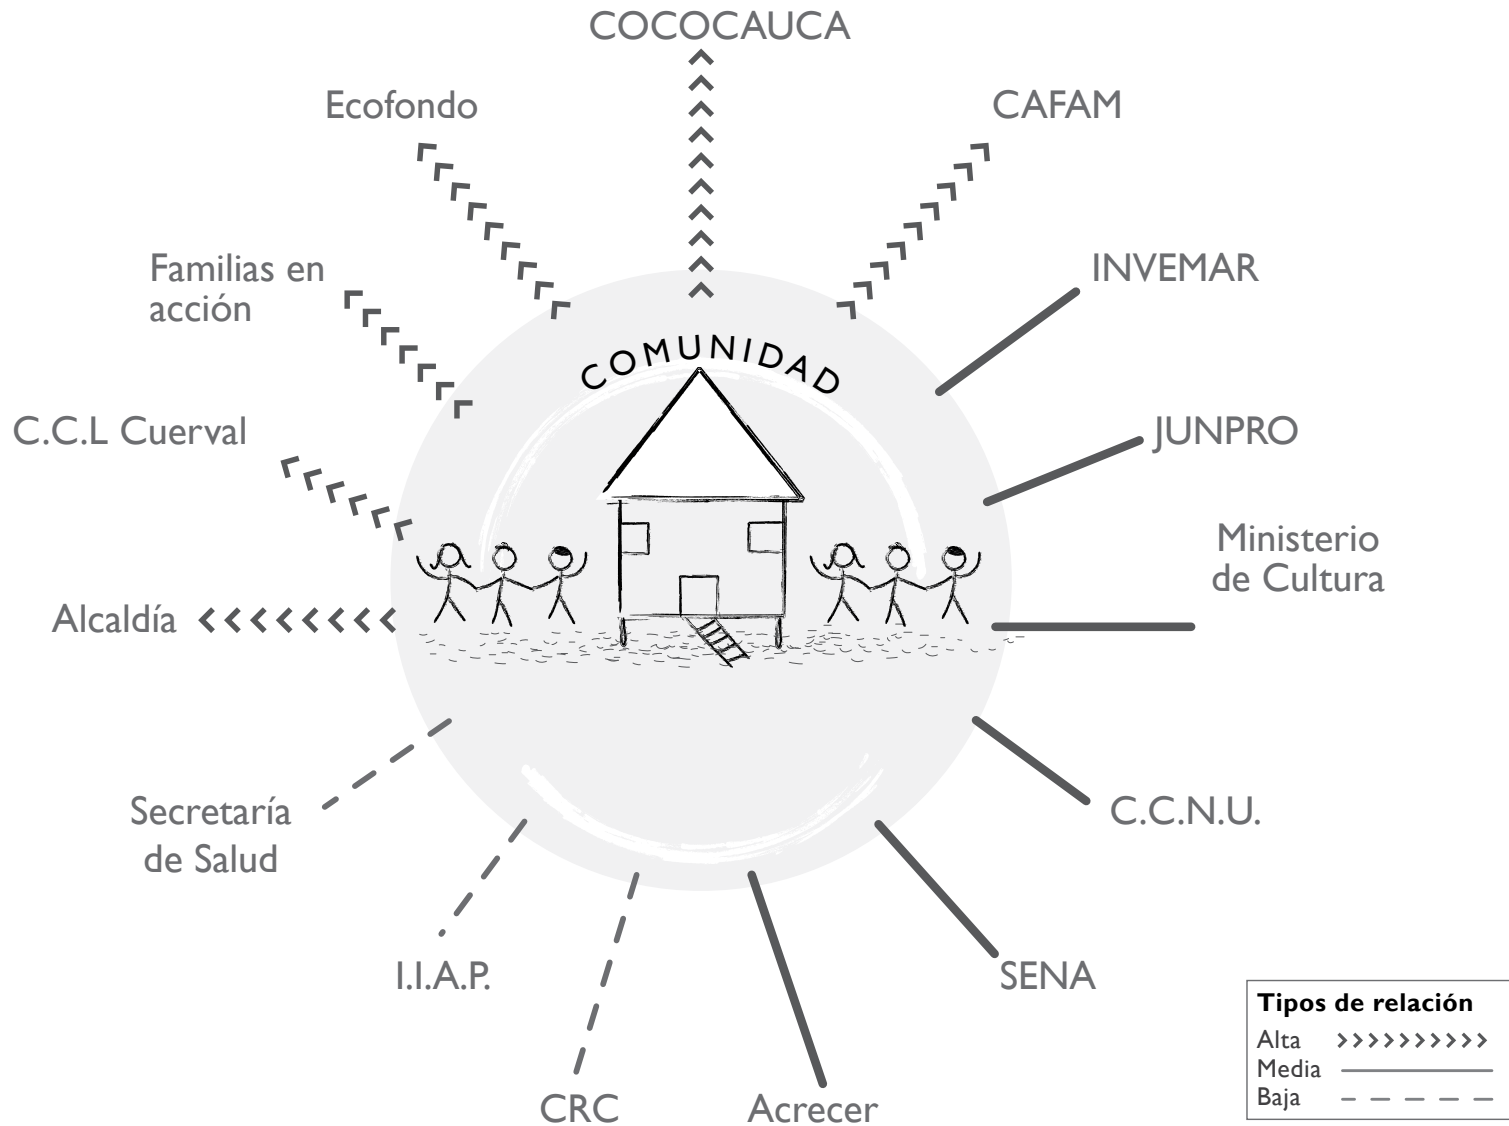 COCOCAUCA
Ecofondo
CAFAM
Familias en
acción
INVEMAR
COMUNIDAD
C.C.L Cuerval
JUNPRO
Ministerio
de Cultura
Alcaldía
Secretaría
de Salud
C.C.N.U.
I.I.A.P.
SENA
CRC
Acrecer
Tipos de relación
Alta
Media
Baja